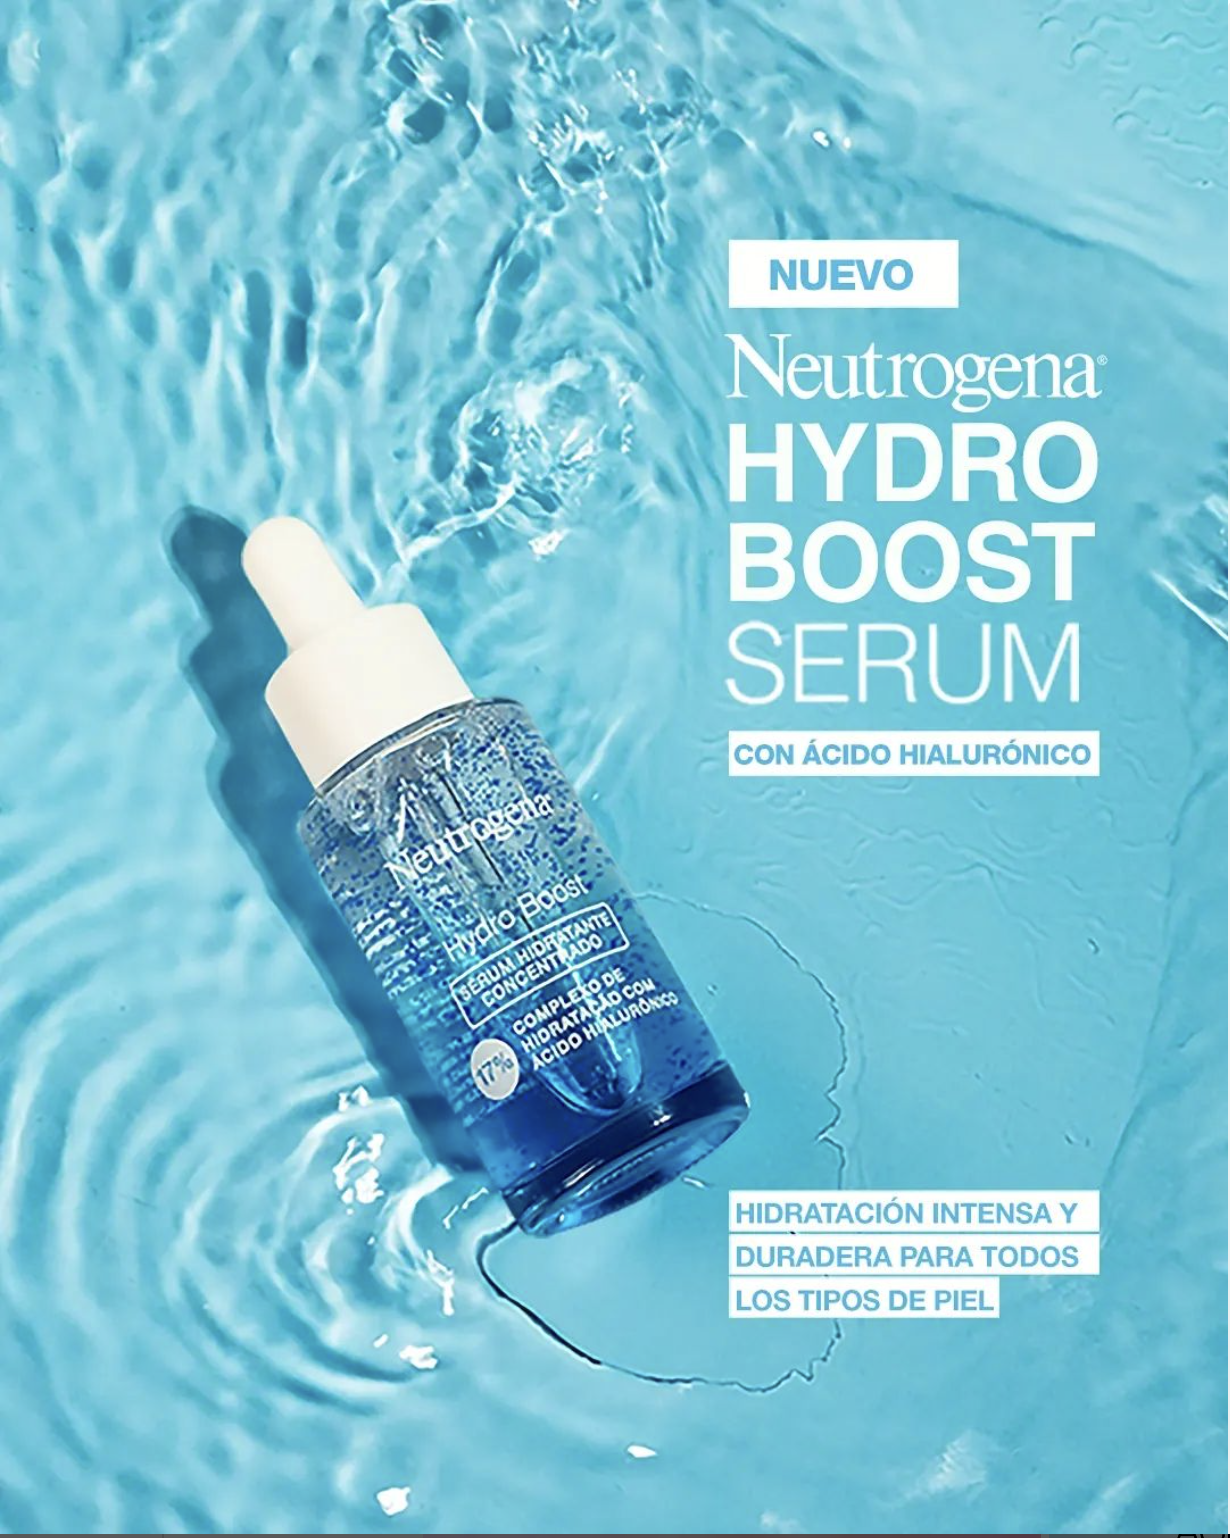 NUEVO
Neutrogena®
HYDRO
BOOST
SERUM
CON ÁCIDO HIALURÓNICO
Neutrogena
Hydro Boost
SÉRUM HIDRATANTE
CONCENTRADO
17%
COMPLEXO DE
HIDRATAÇÃO COM
ÁCIDO HIALURÔNICO
HIDRATACIÓN INTENSA Y
DURADERA PARA TODOS
LOS TIPOS DE PIEL